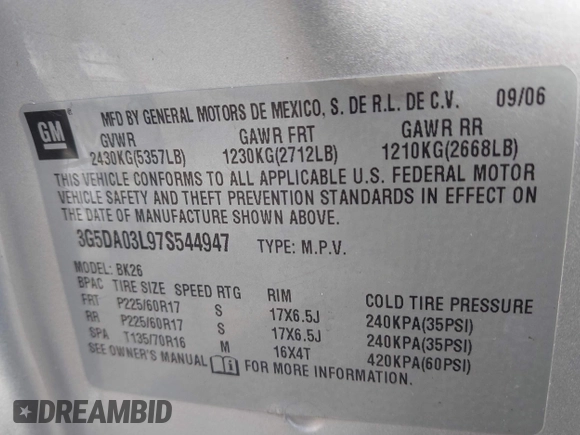 GM
MFD BY GENERAL MOTORS DE MEXICO, S. DE R.L. DE C.V. 09/06
GVWR GAWR FRT GAWR RR
2430KG(5357LB) 1230KG(2712LB) 1210KG(2668LB)
THIS VEHICLE CONFORMS TO ALL APPLICABLE U.S. FEDERAL MOTOR
VEHICLE SAFETY AND THEFT PREVENTION STANDARDS IN EFFECT ON
THE DATE OF MANUFACTURE SHOWN ABOVE.
3G5DA03L97S544947 TYPE: M.P.V.
MODEL: BK26
BPAC TIRE SIZE SPEED RTG RIM COLD TIRE PRESSURE
FRT P225/60R17 S 17X6.5J 240KPA(35PSI)
RR P225/60R17 S 17X6.5J 240KPA(35PSI)
SPA T135/70R16 M 16X4T 420KPA(60PSI)
SEE OWNER'S MANUAL i FOR MORE INFORMATION.
DREAMBID